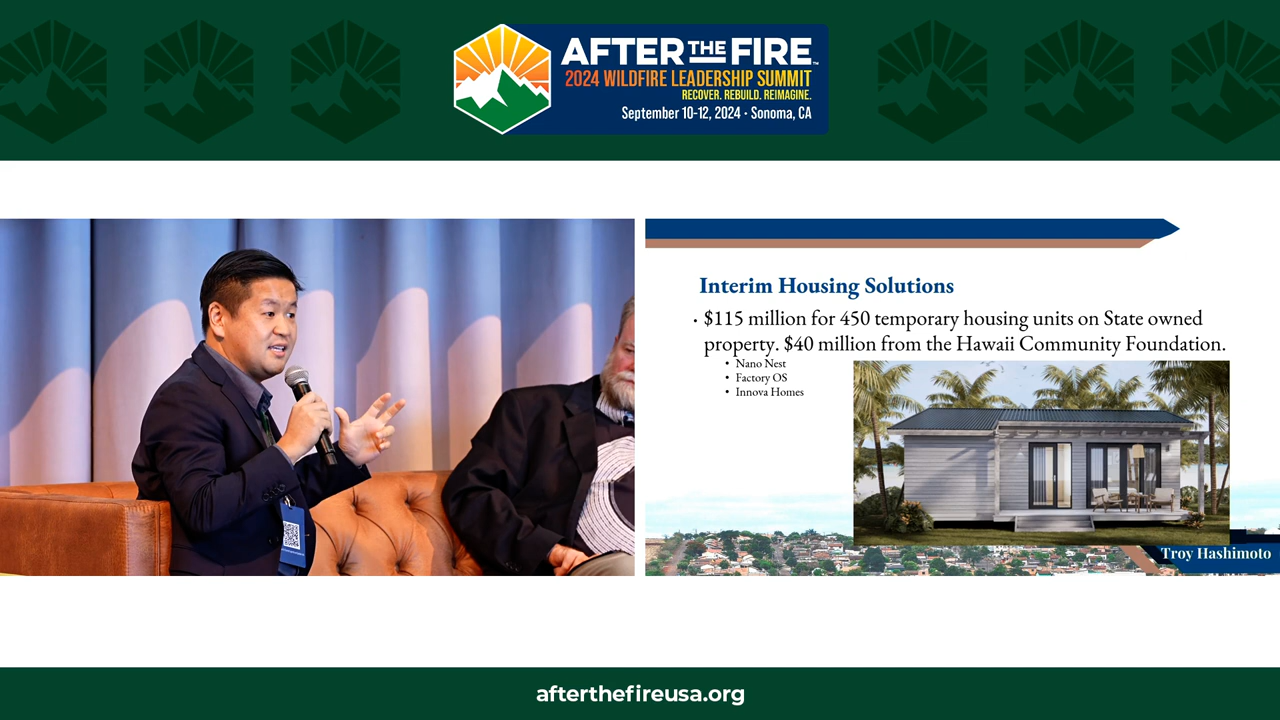 AFTER THE FIRE™
2024 WILDFIRE LEADERSHIP SUMMIT
RECOVER. REBUILD. REIMAGINE.
September 10-12, 2024 · Sonoma, CA
Interim Housing Solutions
• $115 million for 450 temporary housing units on State owned
property. $40 million from the Hawaii Community Foundation.
• Nano Nest
• Factory OS
• Innova Homes
Troy Hashimoto
afterthefireusa.org